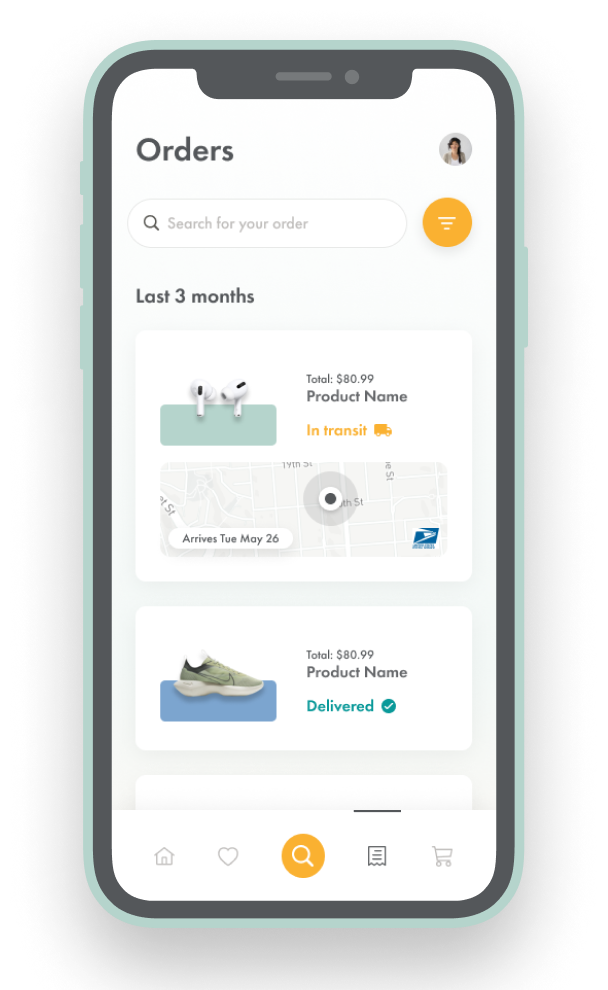 Orders
Search for your order
Last 3 months
Total: $80.99
Product Name
In transit
19th St
th St
St
Arrives Tue May 26
Total: $80.99
Product Name
Delivered